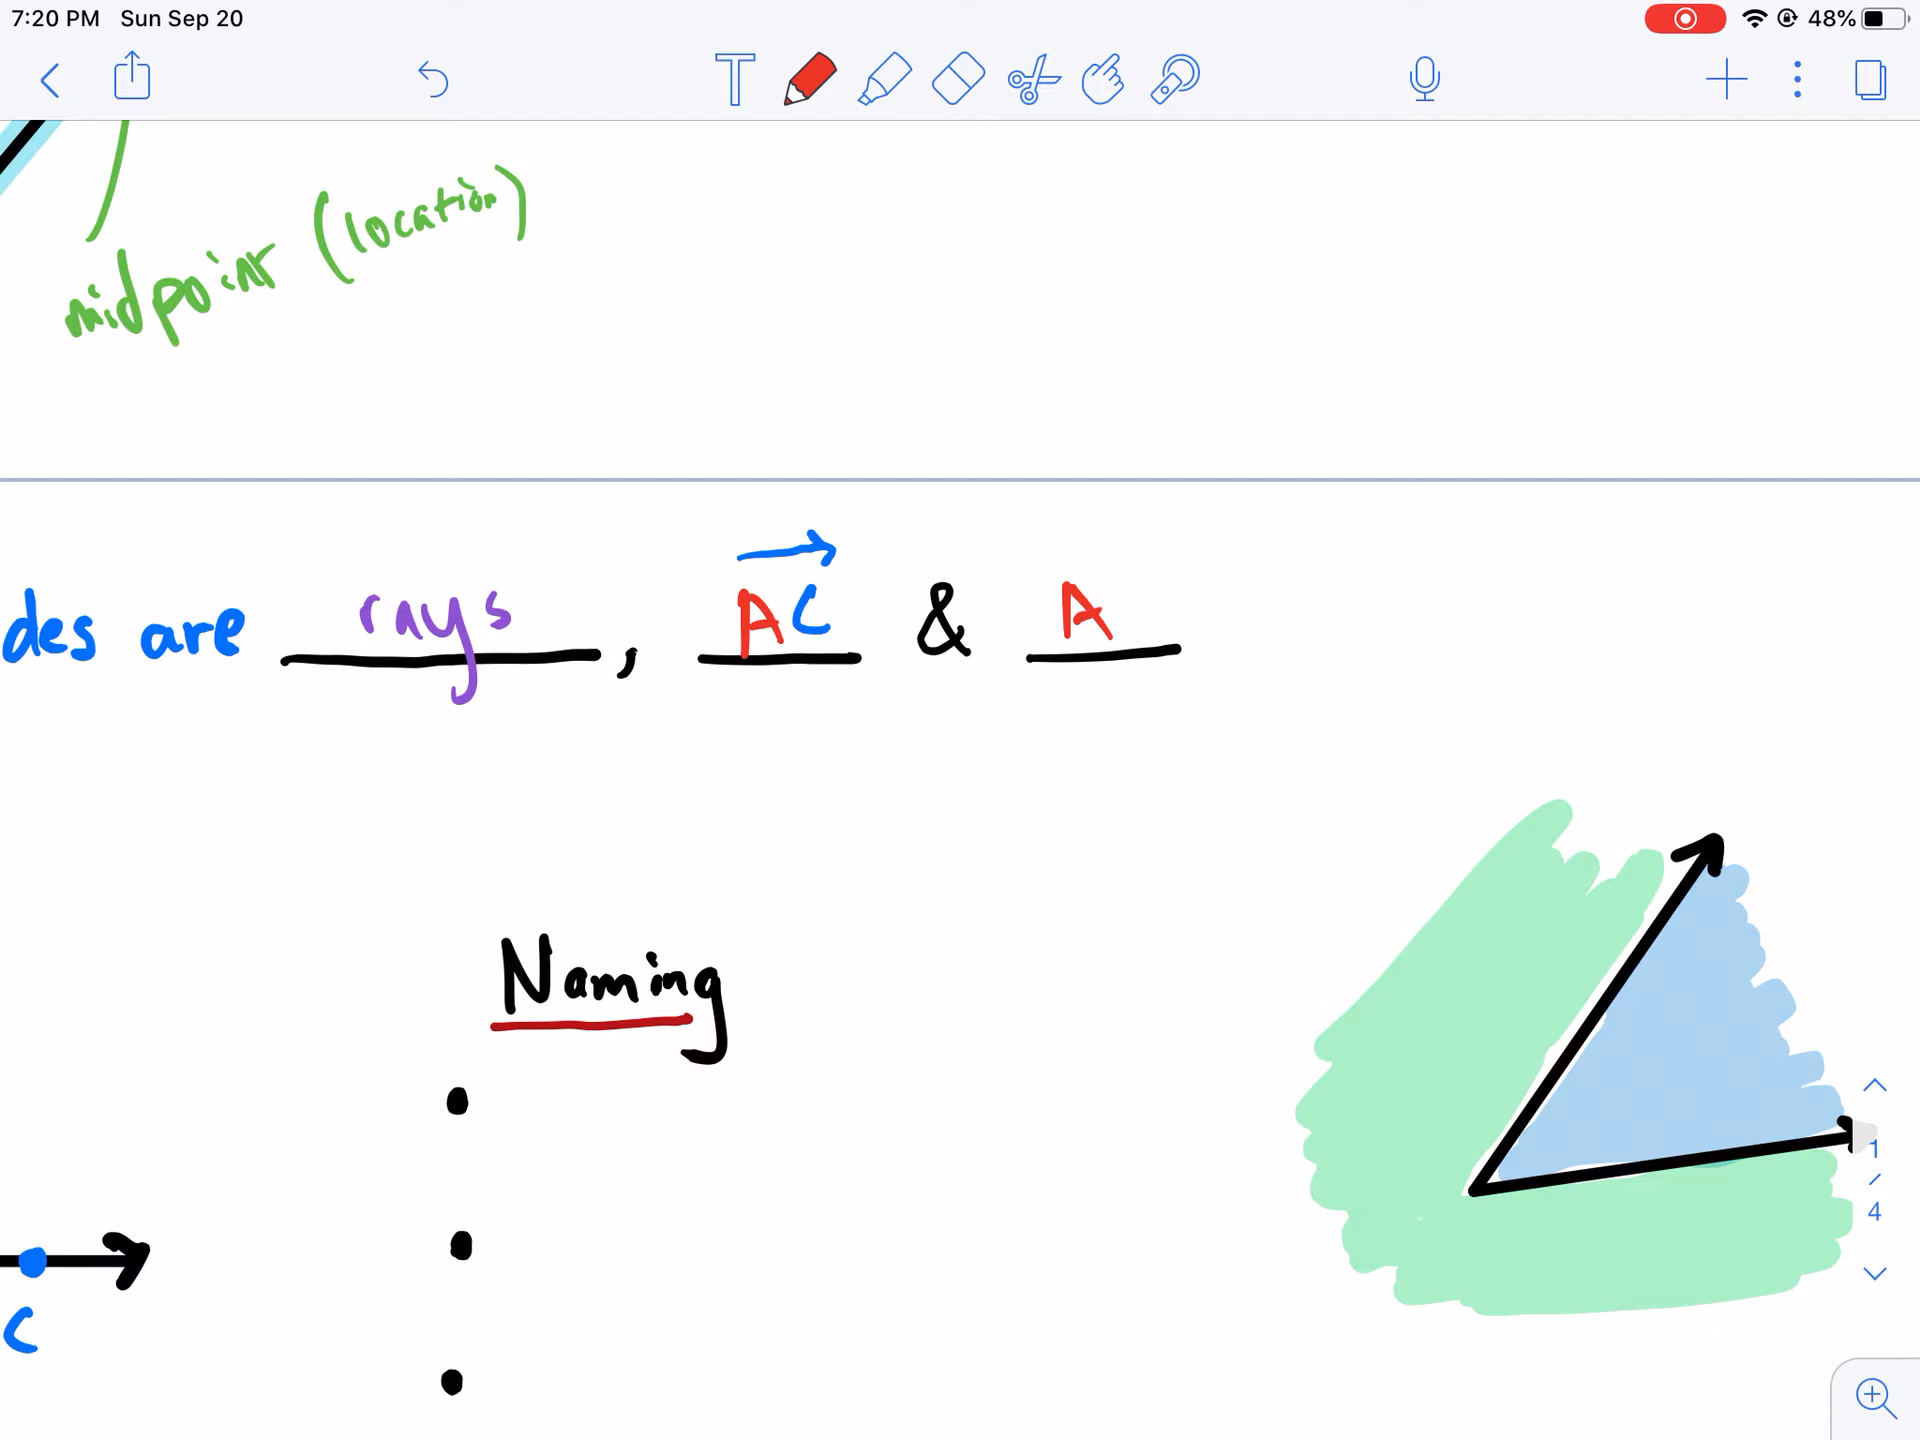 7:20 PM Sun Sep 20
48%
T
midpoint (location)
des are rays, AC & A
Naming
C
1
/
4